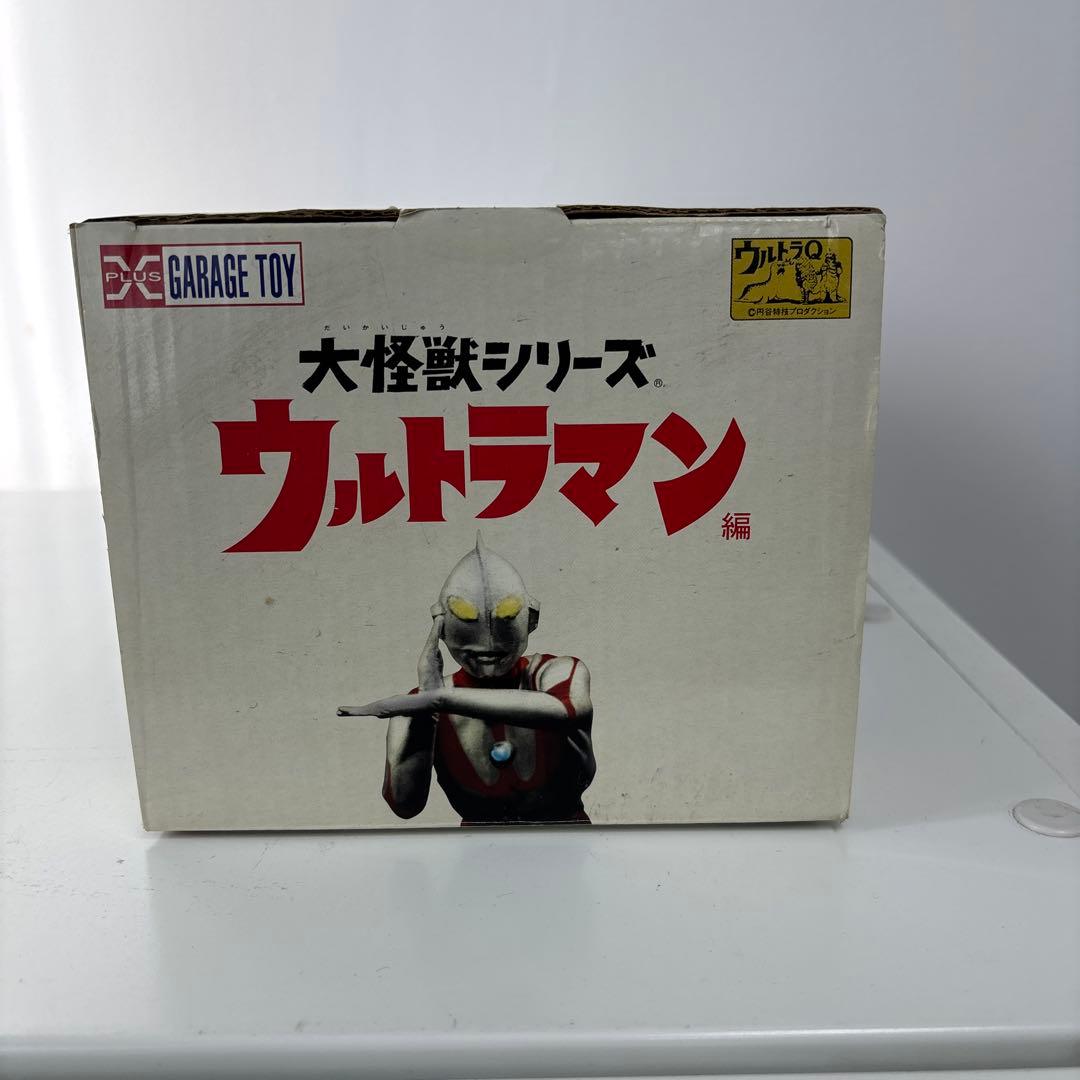 X PLUS GARAGE TOY
ウルトラQ
©円谷特技プロダクション
だいかいじゅう
大怪獣シリーズ®
ウルトラマン編